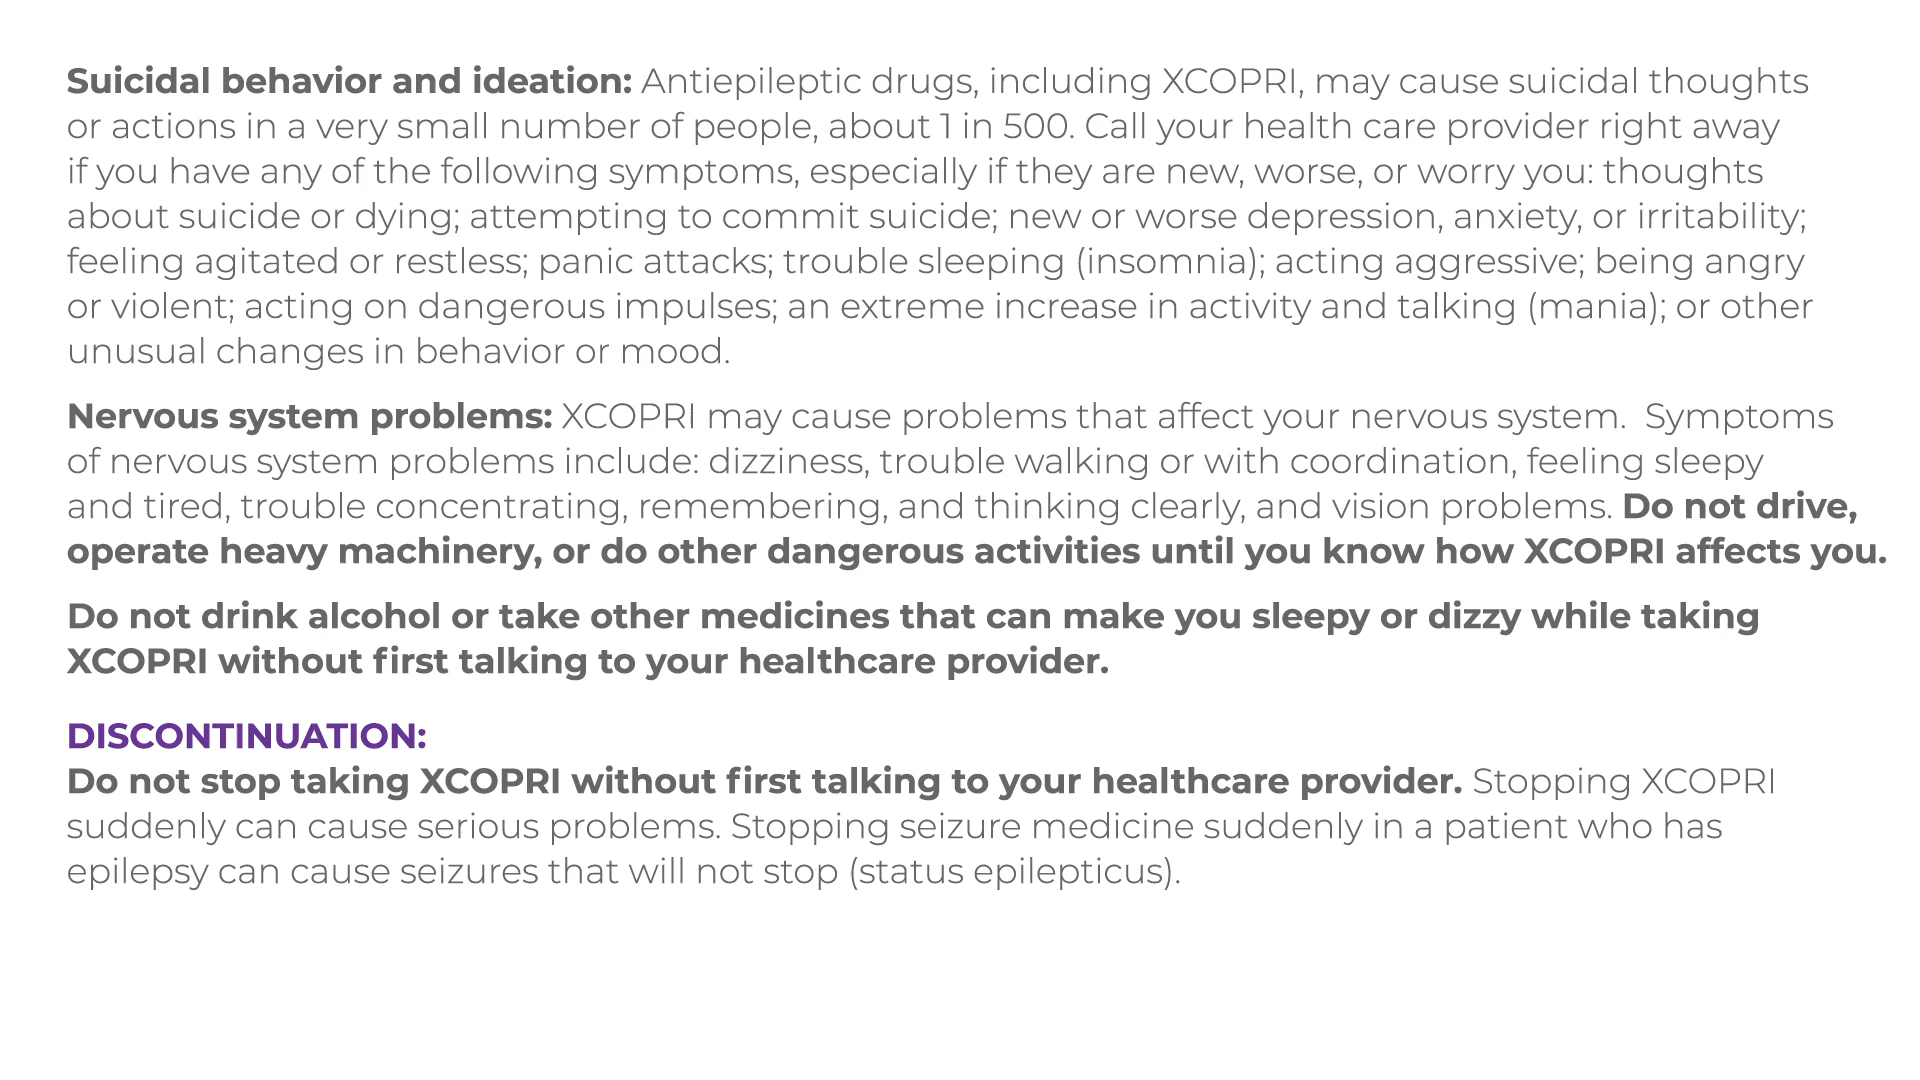 Suicidal behavior and ideation: Antiepileptic drugs, including XCOPRI, may cause suicidal thoughts
or actions in a very small number of people, about 1 in 500. Call your health care provider right away
if you have any of the following symptoms, especially if they are new, worse, or worry you: thoughts
about suicide or dying; attempting to commit suicide; new or worse depression, anxiety, or irritability;
feeling agitated or restless; panic attacks; trouble sleeping (insomnia); acting aggressive; being angry
or violent; acting on dangerous impulses; an extreme increase in activity and talking (mania); or other
unusual changes in behavior or mood.
Nervous system problems: XCOPRI may cause problems that affect your nervous system.  Symptoms
of nervous system problems include: dizziness, trouble walking or with coordination, feeling sleepy
and tired, trouble concentrating, remembering, and thinking clearly, and vision problems. Do not drive,
operate heavy machinery, or do other dangerous activities until you know how XCOPRI affects you.
Do not drink alcohol or take other medicines that can make you sleepy or dizzy while taking
XCOPRI without first talking to your healthcare provider.
DISCONTINUATION:
Do not stop taking XCOPRI without first talking to your healthcare provider. Stopping XCOPRI
suddenly can cause serious problems. Stopping seizure medicine suddenly in a patient who has
epilepsy can cause seizures that will not stop (status epilepticus).